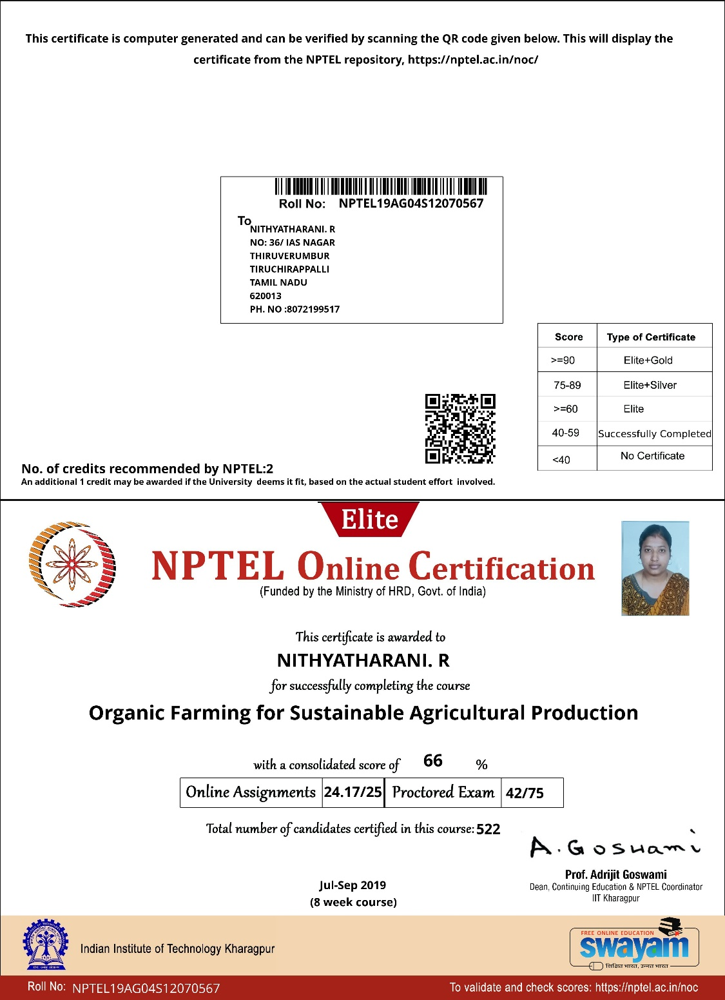 This certificate is computer generated and can be verified by scanning the QR code given below. This will display the
certificate from the NPTEL repository, https://nptel.ac.in/noc/
Roll No: NPTEL19AG04S12070567
To
NITHYATHARANI. R
NO: 36/ IAS NAGAR
THIRUVERUMBUR
TIRUCHIRAPPALLI
TAMIL NADU
620013
PH. NO :8072199517
Score Type of Certificate
>=90 Elite+Gold
75-89 Elite+Silver
>=60 Elite
40-59 Successfully Completed
<40 No Certificate
No. of credits recommended by NPTEL:2
An additional 1 credit may be awarded if the University deems it fit, based on the actual student effort involved.
Elite
NPTEL Online Certification
(Funded by the Ministry of HRD, Govt. of India)
This certificate is awarded to
NITHYATHARANI. R
for successfully completing the course
Organic Farming for Sustainable Agricultural Production
with a consolidated score of 66 %
Online Assignments 24.17/25 Proctored Exam 42/75
Total number of candidates certified in this course: 522
A. Goswami
Prof. Adrijit Goswami
Dean, Continuing Education & NPTEL Coordinator
IIT Kharagpur
Jul-Sep 2019
(8 week course)
Indian Institute of Technology Kharagpur
FREE ONLINE EDUCATION
swayam
शिक्षित भारत, उन्नत भारत
Roll No: NPTEL19AG04S12070567
To validate and check scores: https://nptel.ac.in/noc